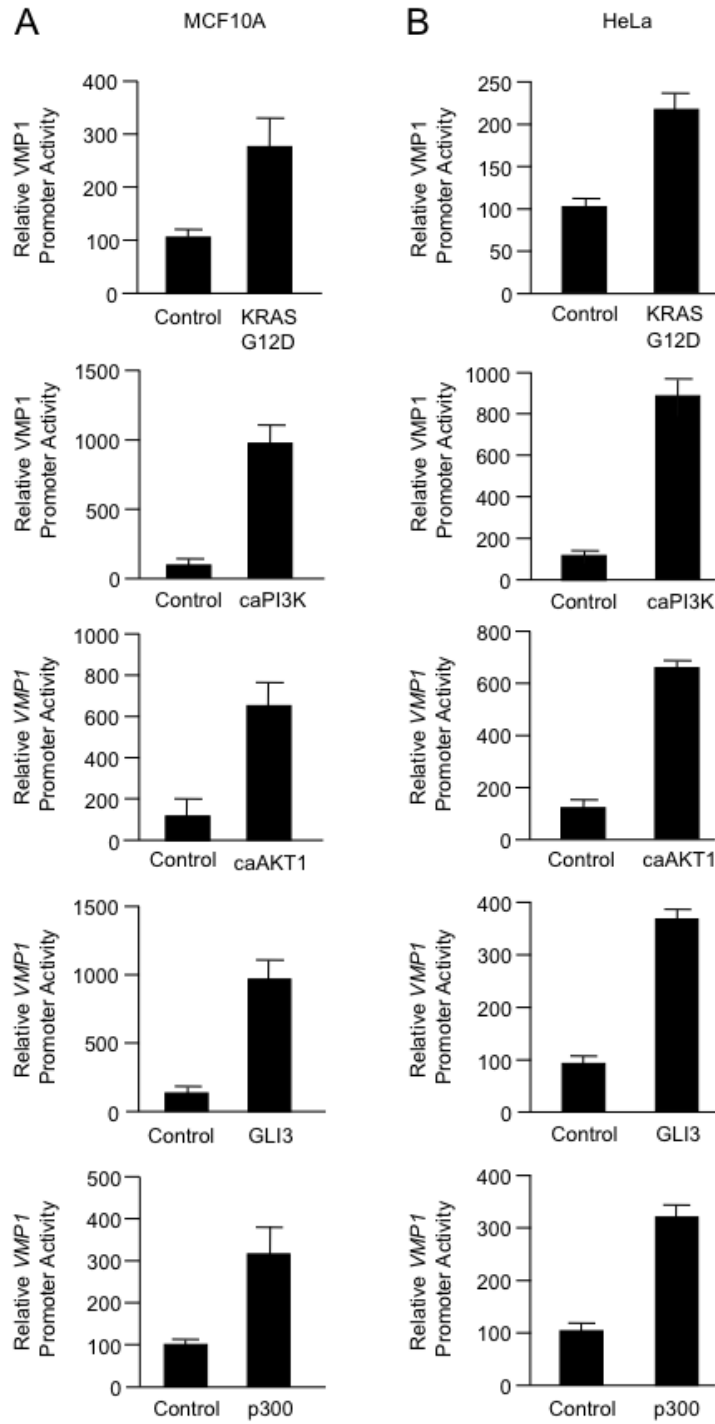 A
MCF10A
B
HeLa
Relative VMP1
Promoter Activity
400
300
200
100
0
Control
KRAS
G12D
Relative VMP1
Promoter Activity
250
200
150
100
50
0
Control
KRAS
G12D
Relative VMP1
Promoter Activity
1500
1000
500
0
Control
caPI3K
Relative VMP1
Promoter Activity
1000
800
600
400
200
0
Control
caPI3K
Relative VMP1
Promoter Activity
1000
800
600
400
200
0
Control
caAKT1
Relative VMP1
Promoter Activity
800
600
400
200
0
Control
caAKT1
Relative VMP1
Promoter Activity
1500
1000
500
0
Control
GLI3
Relative VMP1
Promoter Activity
400
300
200
100
0
Control
GLI3
Relative VMP1
Promoter Activity
500
400
300
200
100
0
Control
p300
Relative VMP1
Promoter Activity
400
300
200
100
0
Control
p300